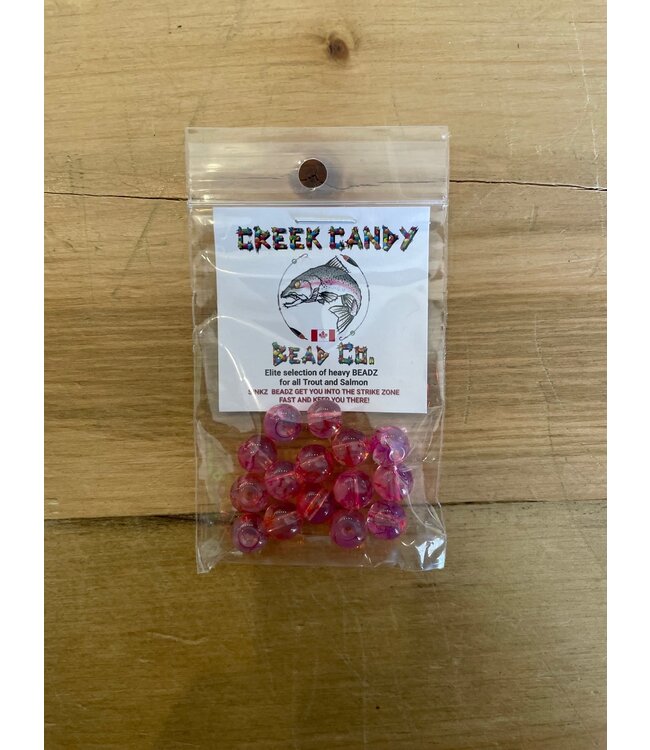 CREEK CANDY
BEAD CO.
Elite selection of heavy BEADZ
for all Trout and Salmon
SINKZ BEADZ GET YOU INTO THE STRIKE ZONE
FAST AND KEEP YOU THERE!